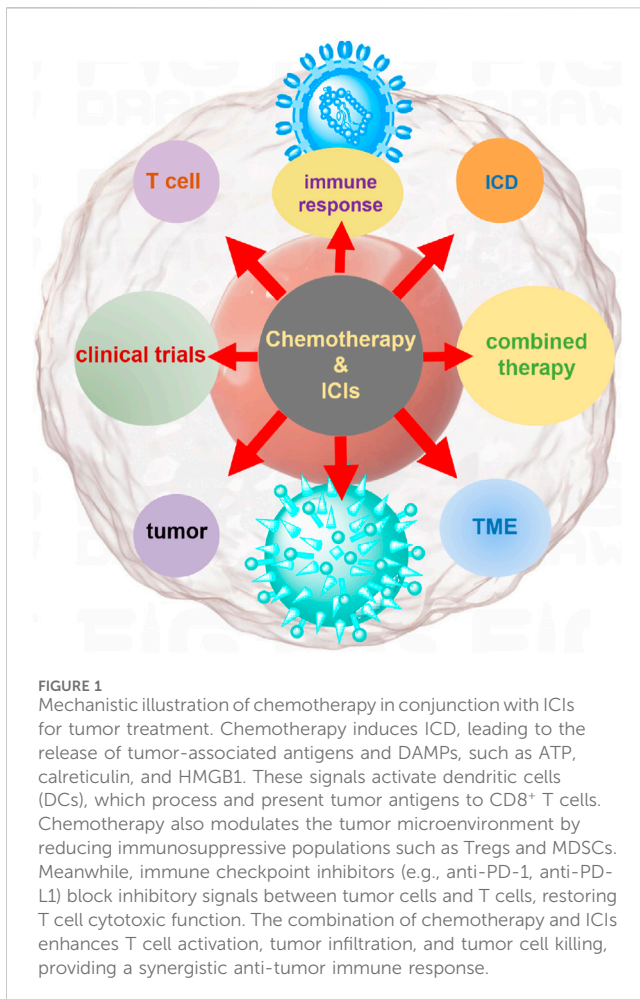 T cell
immune
response
ICD
clinical trials
Chemotherapy
&
ICIs
combined
therapy
tumor
TME
FIGURE 1
Mechanistic illustration of chemotherapy in conjunction with ICIs
for tumor treatment. Chemotherapy induces ICD, leading to the
release of tumor-associated antigens and DAMPs, such as ATP,
calreticulin, and HMGB1. These signals activate dendritic cells
(DCs), which process and present tumor antigens to CD8⁺ T cells.
Chemotherapy also modulates the tumor microenvironment by
reducing immunosuppressive populations such as Tregs and MDSCs.
Meanwhile, immune checkpoint inhibitors (e.g., anti-PD-1, anti-PD-
L1) block inhibitory signals between tumor cells and T cells, restoring
T cell cytotoxic function. The combination of chemotherapy and ICIs
enhances T cell activation, tumor infiltration, and tumor cell killing,
providing a synergistic anti-tumor immune response.